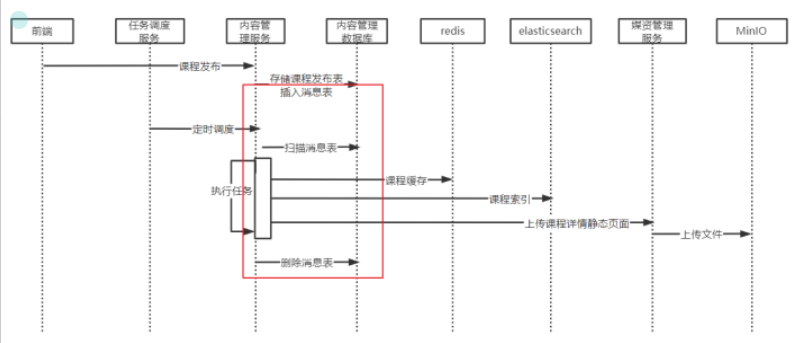 前端
任务调度
服务
内容管
理服务
内容管理
数据库
redis
elasticsearch
媒资管理
服务
MinIO
课程发布
存储课程发布表
插入消息表
定时调度
扫描消息表
课程缓存
执行任务
课程索引
上传课程详情静态页面
上传文件
删除消息表